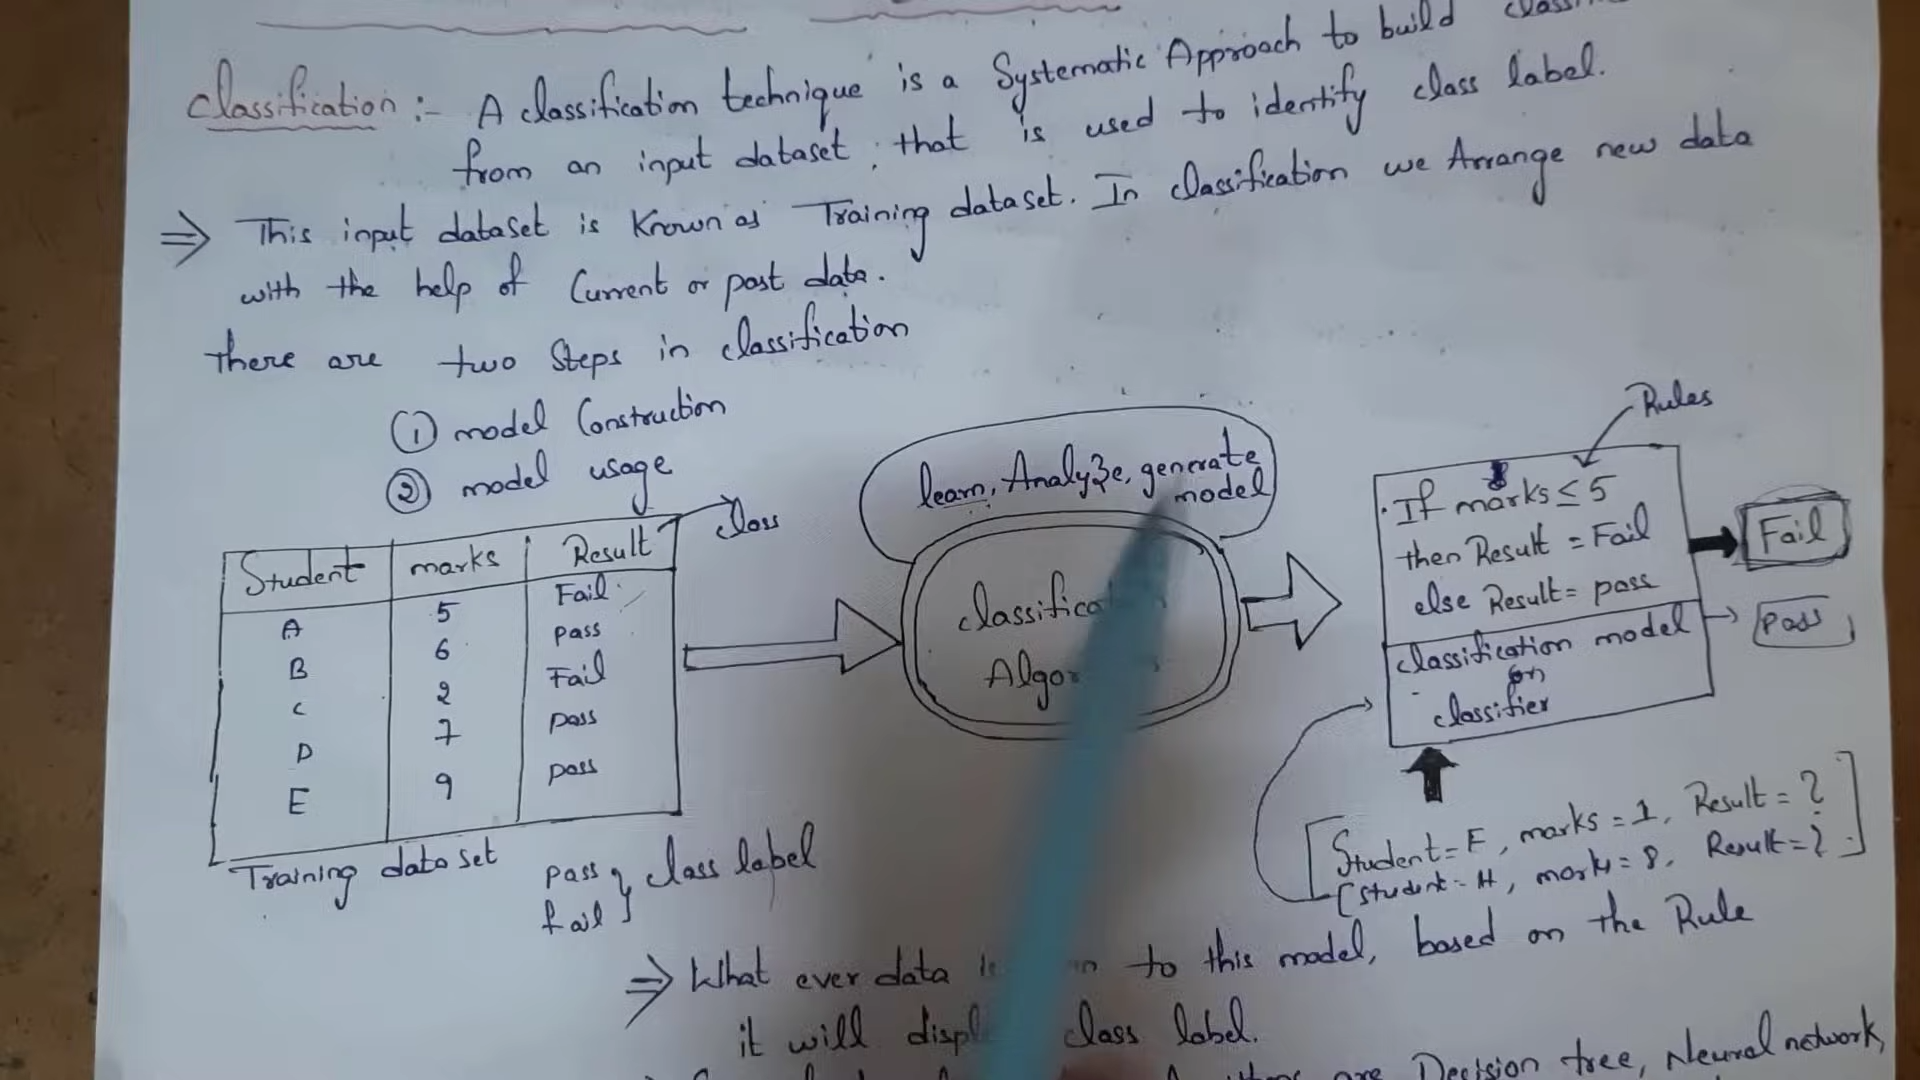 Classification :- A classification technique is a Systematic Approach to build
from an input dataset, that is used to identify class label.
⇒ This input dataset is Known as Training dataset. In classification we Arrange new data
with the help of Current or past data.
There are two Steps in classification
① model Construction
② model usage
class
Student marks Result
A 5 Fail
B 6 pass
C 2 Fail
D 7 pass
E 9 pass
Training data set
pass
fail } class label
learn, Analyze, generate
model
Classification
Rules
If marks ≤ 5
then Result = Fail
else Result = pass
classification model
or
classifier
Fail
pass
[Student = F, marks = 1, Result = ?
[Student = H, mark = 8, Result = ?]
⇒ What ever data to this model, based on the Rule
it will class label.
are Decision tree, Neural network,